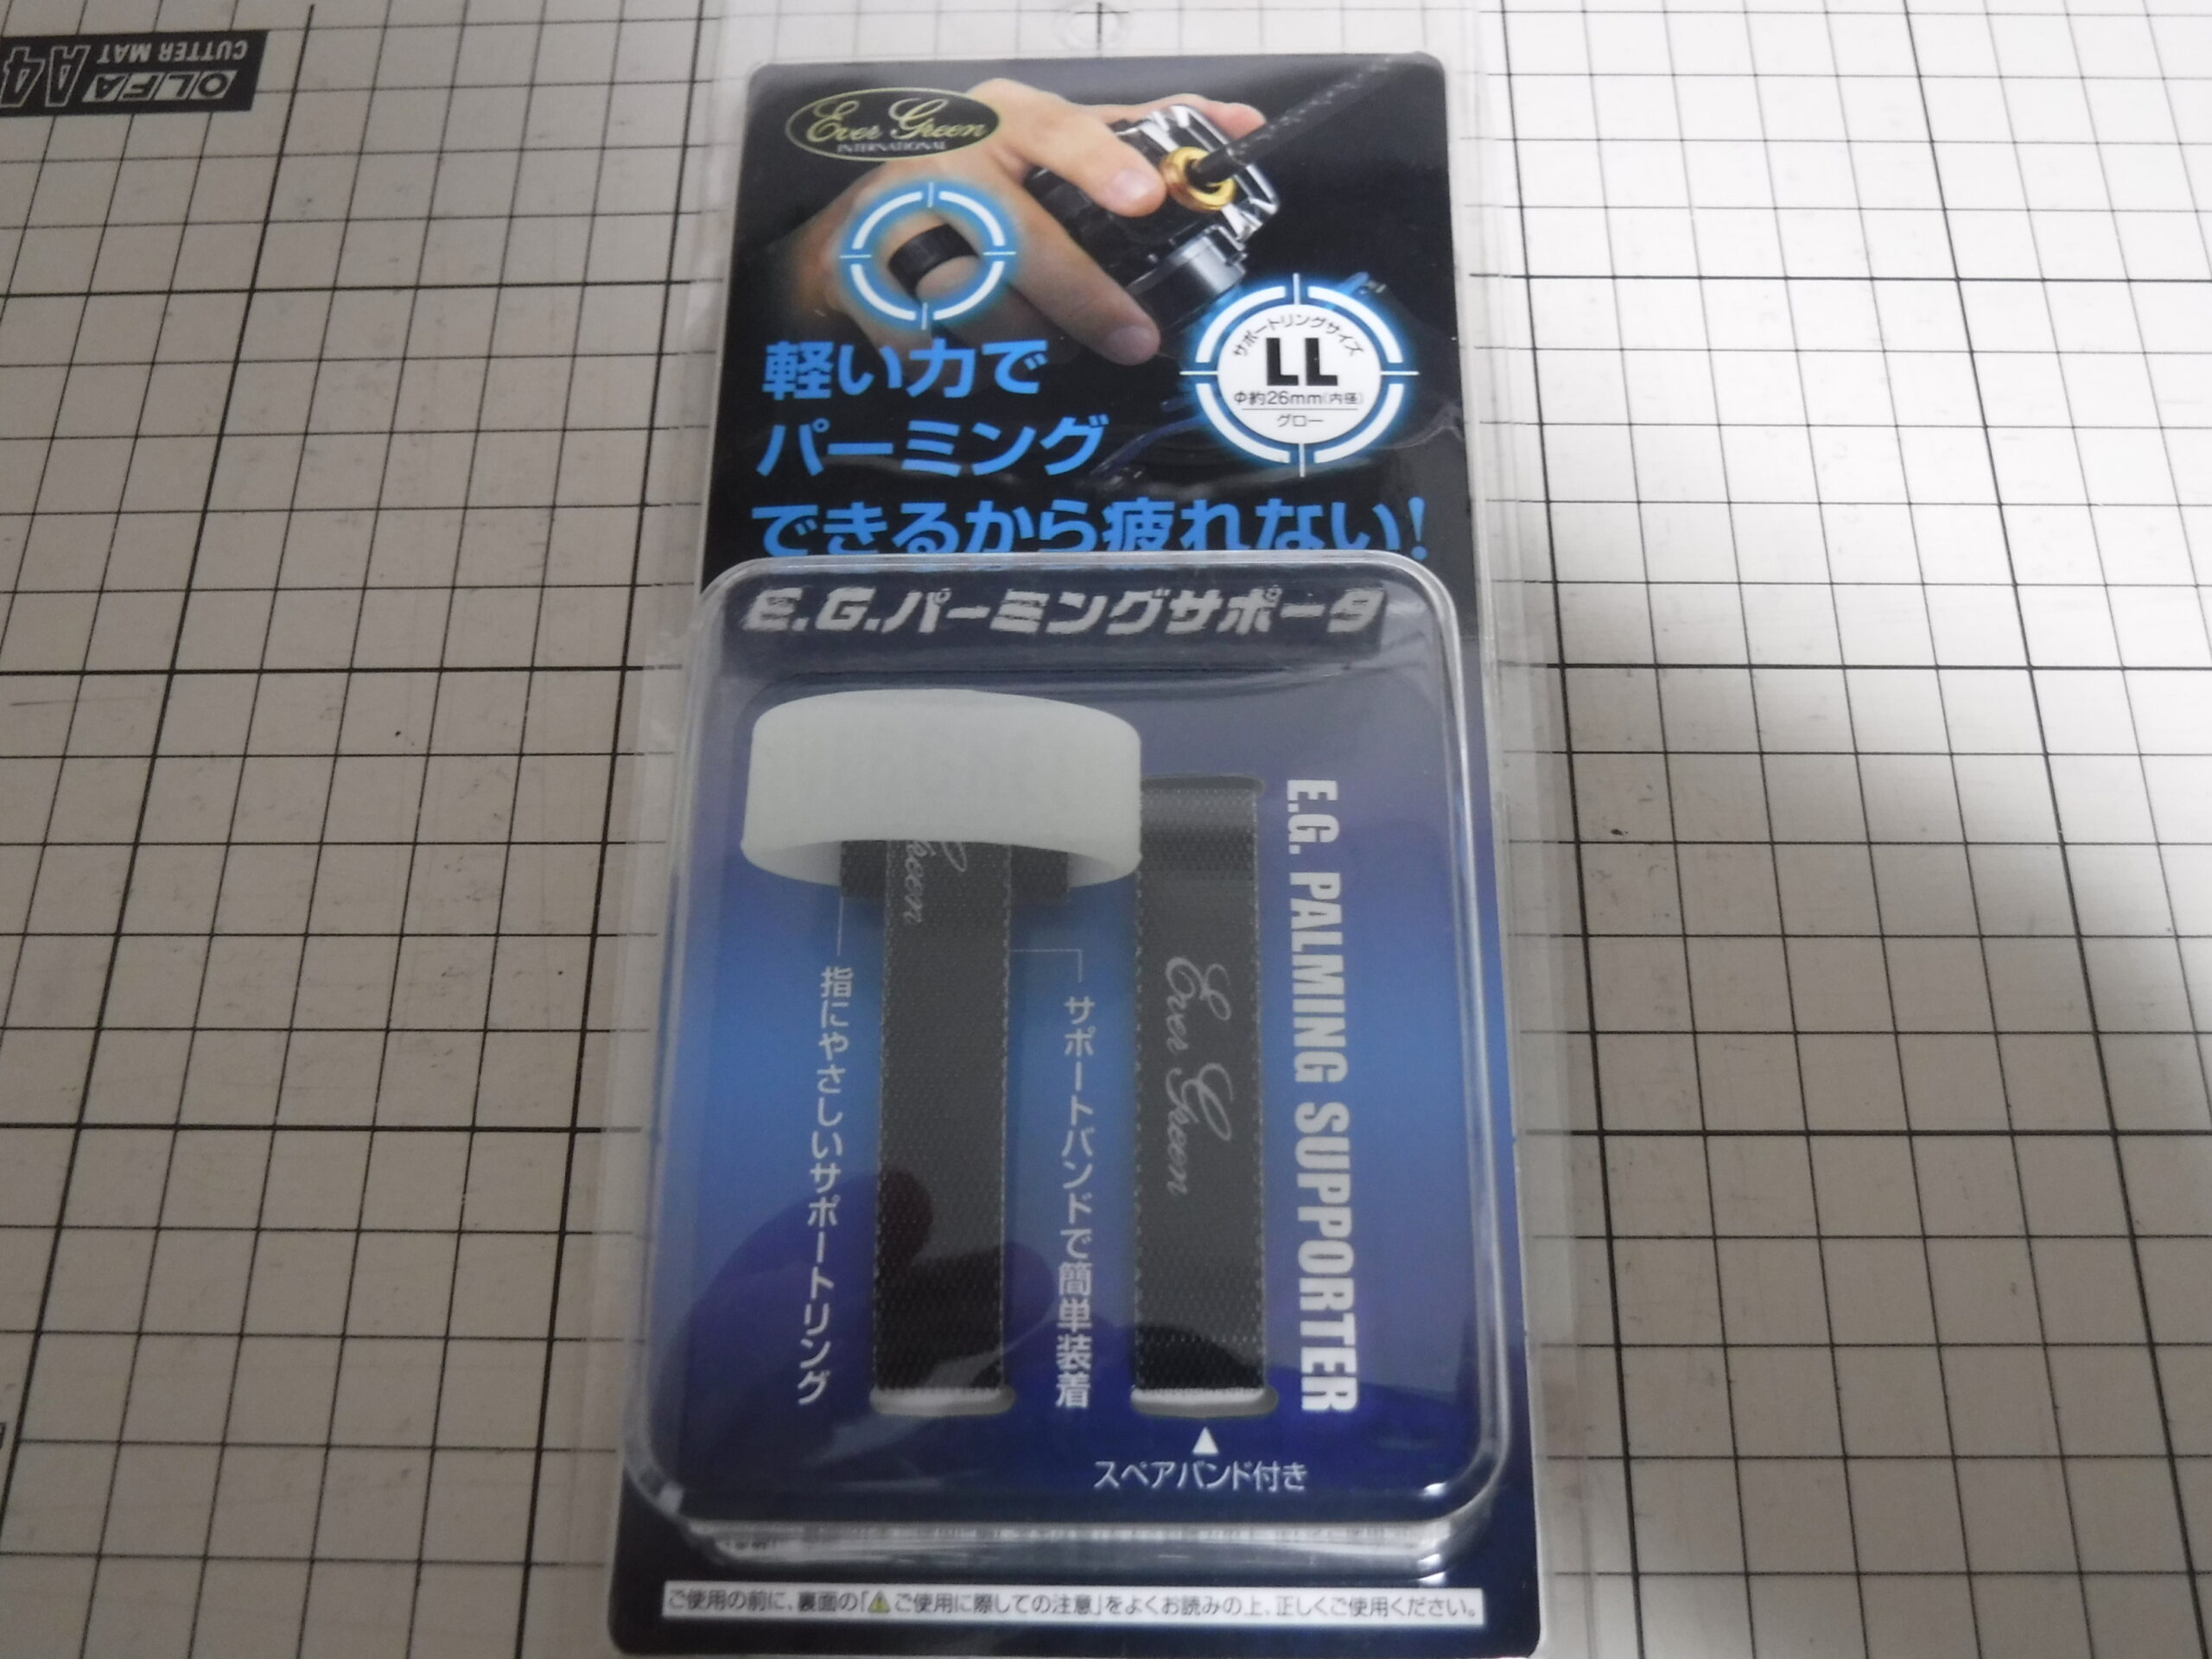 OLFA A4
CUTTER MAT
Ever Green
INTERNATIONAL
サポートリングサイズ
LL
Φ約26mm(内径)
グロー
軽い力で
パーミング
できるから疲れない!
E.G.パーミングサポータ
Green
Ever Green
E.G. PALMING SUPPORTER
指にやさしいサポートリング
サポートバンドで簡単装着
スペアバンド付き
ご使用の前に、裏面の「⚠ご使用に際しての注意」をよくお読みの上、正しくご使用ください。